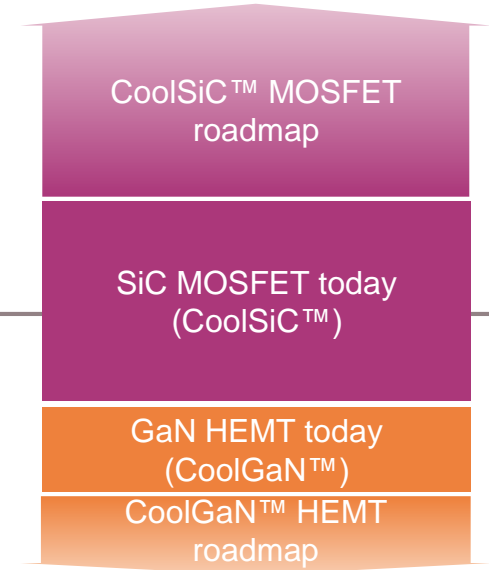 CoolSiC™ MOSFET
roadmap
SiC MOSFET today
(CoolSiC™)
GaN HEMT today
(CoolGaN™)
CoolGaN™ HEMT
roadmap